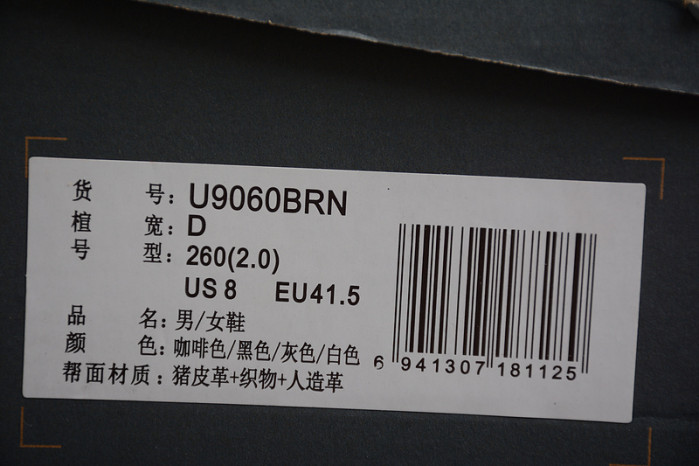 货 号: U9060BRN
楦 宽: D
号 型: 260(2.0)
US 8 EU41.5
品 名: 男/女鞋
颜 色: 咖啡色/黑色/灰色/白色
帮面材质: 猪皮革+织物+人造革
6 941307 181125